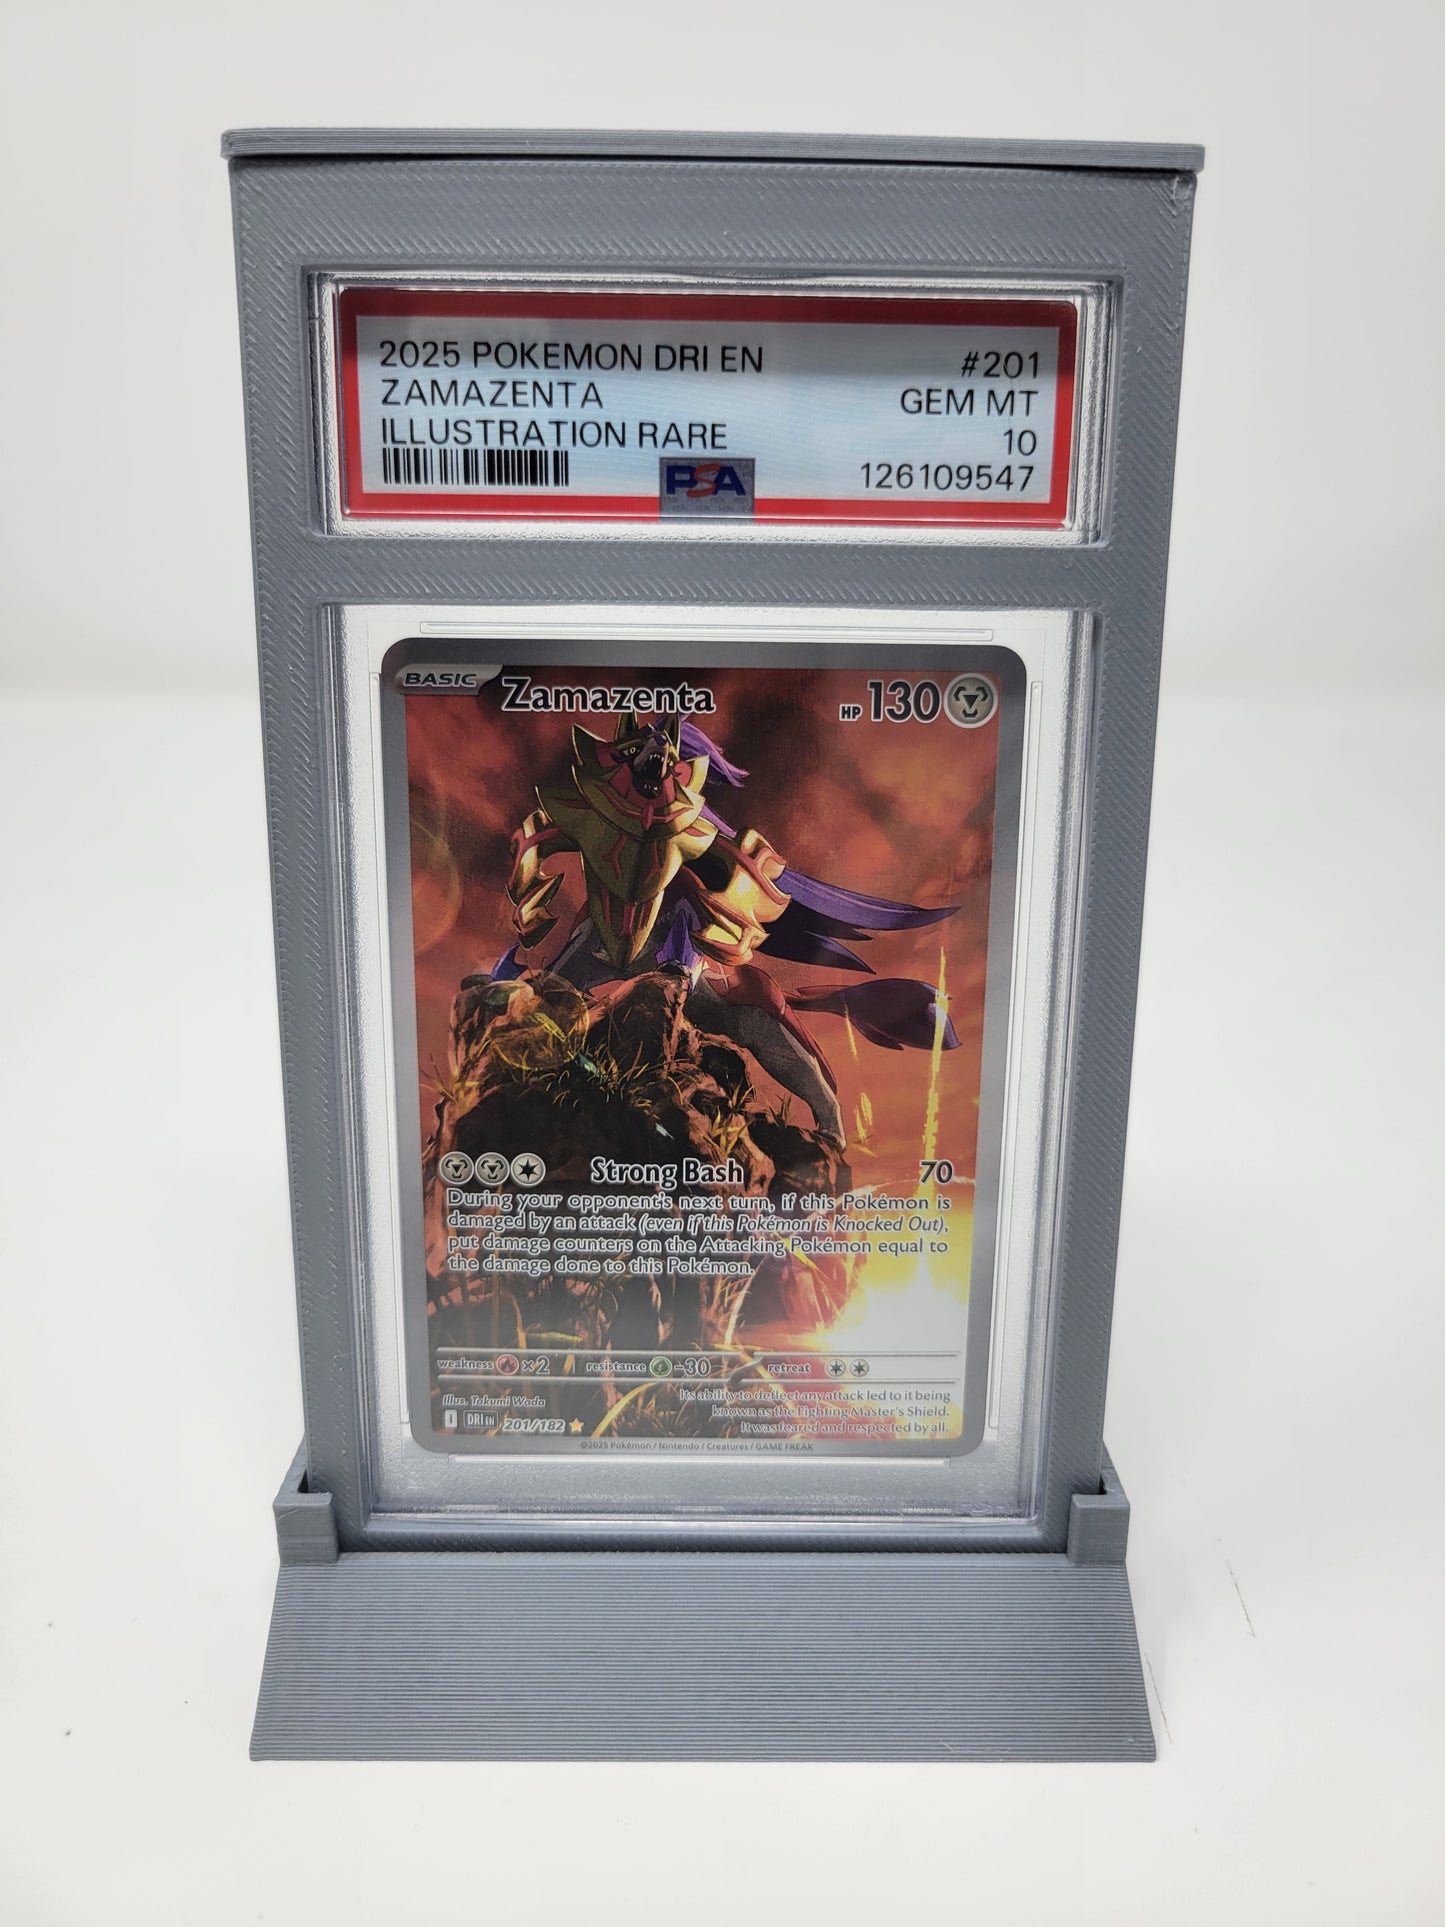 2025 POKEMON DRI EN #201
ZAMAZENTA GEM MT
ILLUSTRATION RARE 10
PSA 126109547
BASIC Zamazenta HP 130
Strong Bash 70
During your opponent's next turn, if this Pokémon is
damaged by an attack (even if this Pokémon is Knocked Out),
put damage counters on the Attacking Pokémon equal to
the damage done to this Pokémon.
weakness ×2 resistance -30 retreat
Illus. Takumi Wada
Its ability to deflect any attack led to it being
known as the Fighting Master's Shield.
It was feared and respected by all.
I DRI EN 201/182
©2025 Pokémon / Nintendo / Creatures / GAME FREAK